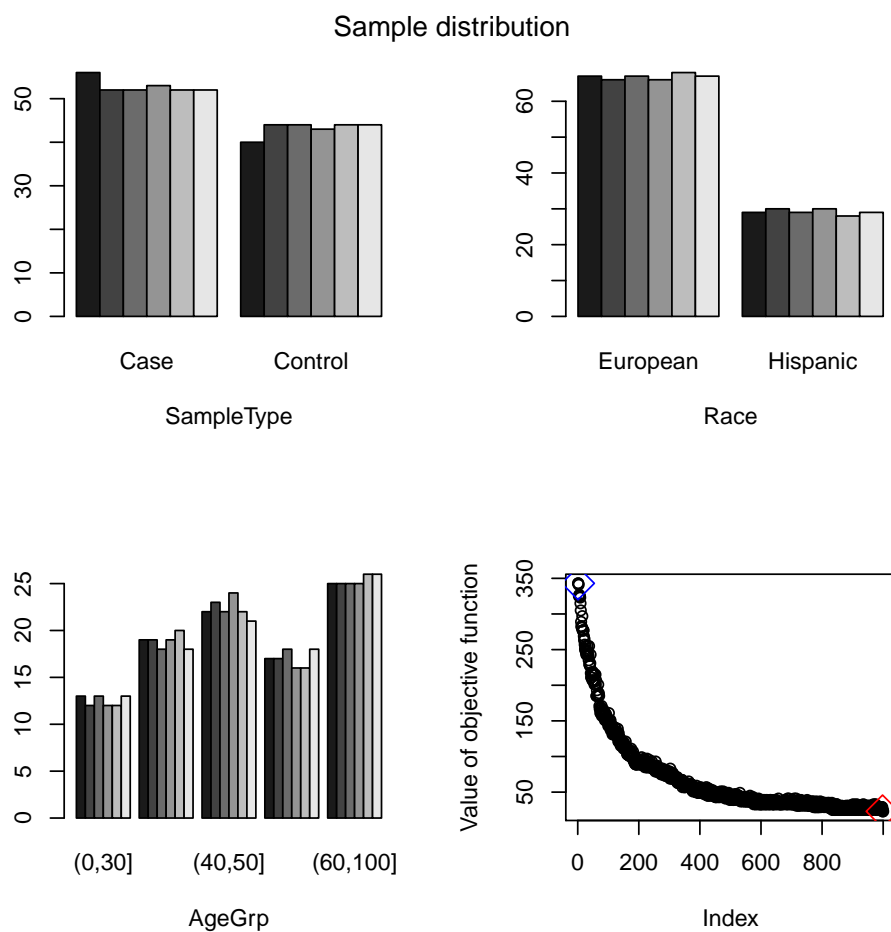 Sample distribution
0 10 30 50
Case Control
SampleType
0 20 40 60
European Hispanic
Race
0 5 10 15 20 25
(0,30] (40,50] (60,100]
AgeGrp
Value of objective function
50 150 250 350
0 200 400 600 800
Index